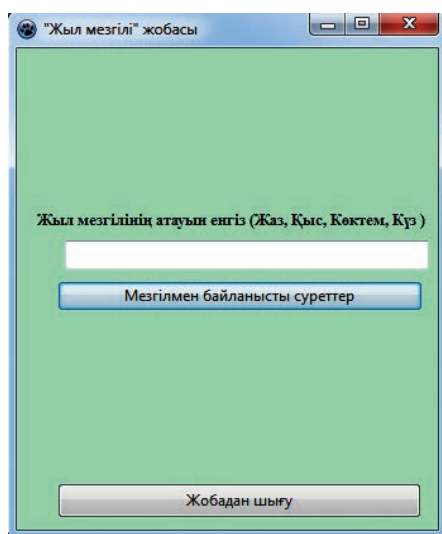 "Жыл мезгілі" жобасы
Жыл мезгілінің атауын енгіз (Жаз, Қыс, Көктем, Күз )
Мезгілмен байланысты суреттер
Жобадан шығу